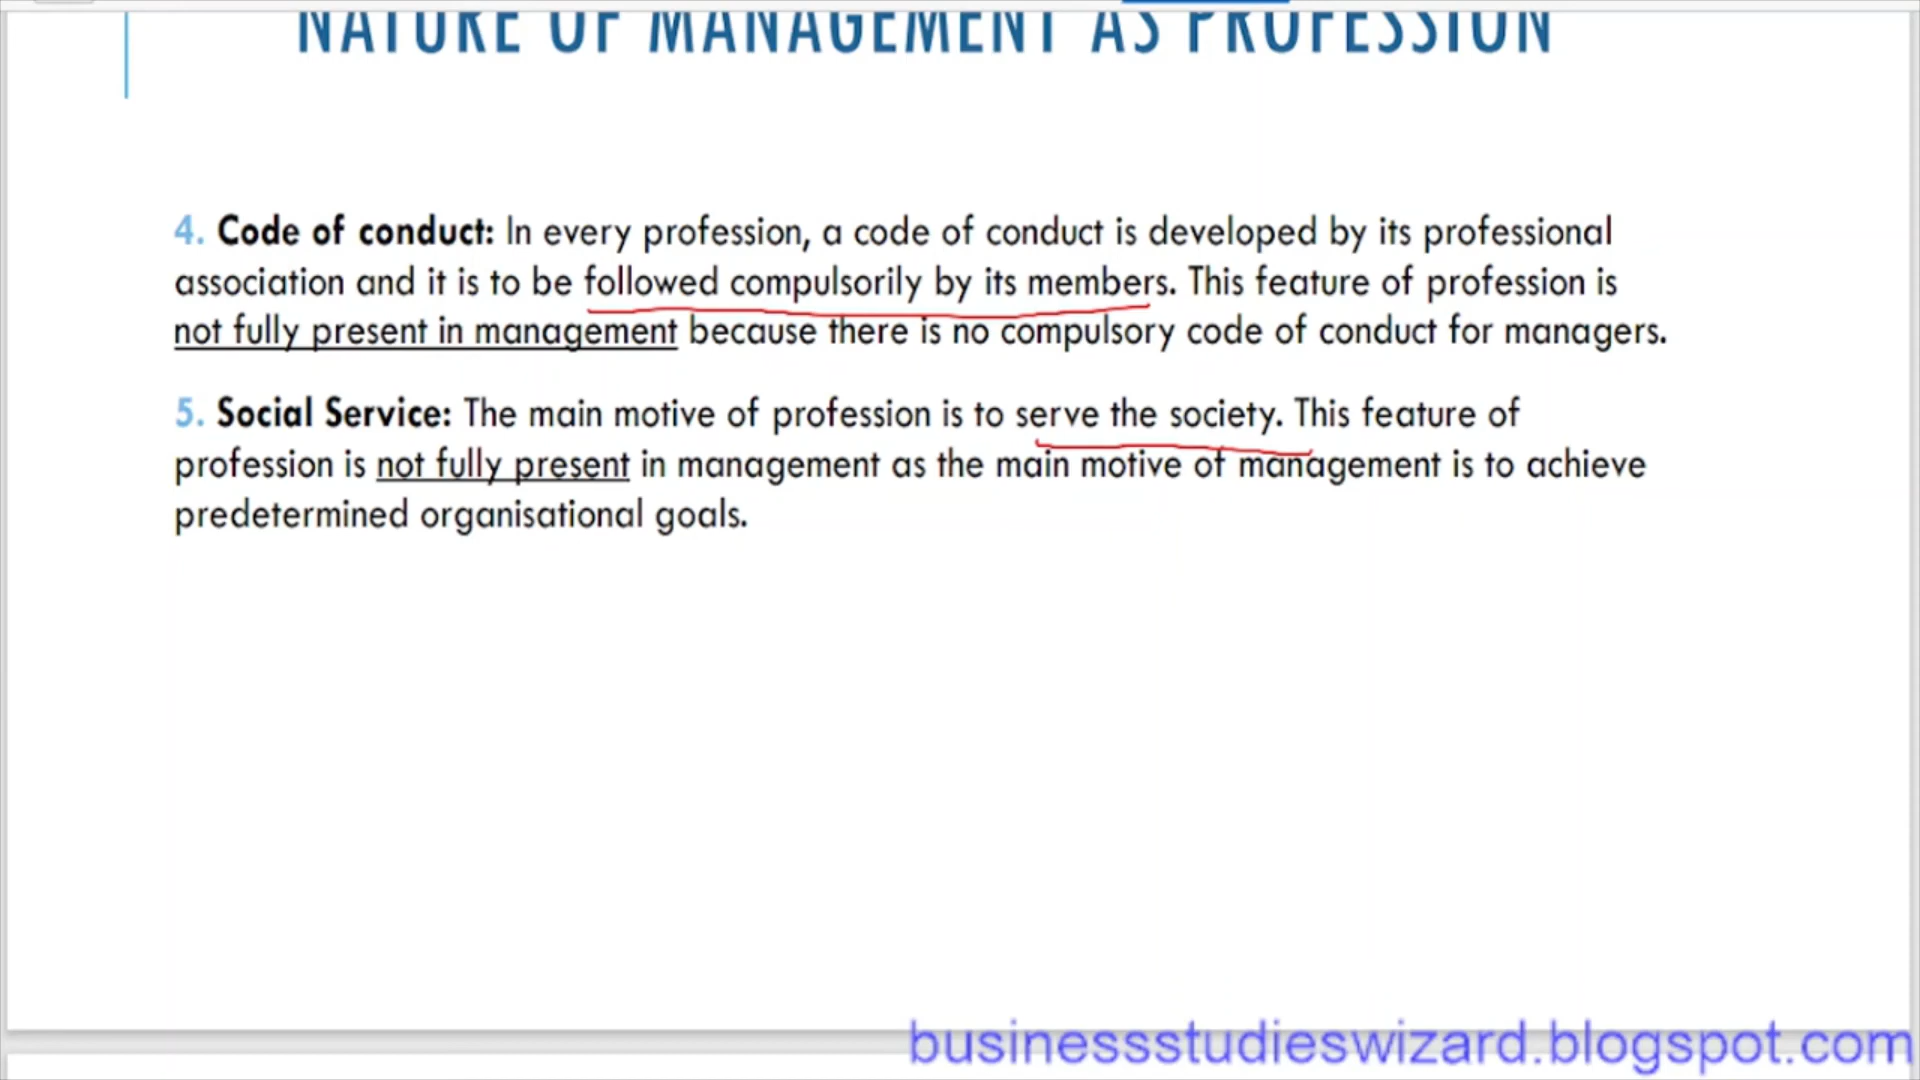 NATURE OF MANAGEMENT AS PROFESSION
4. Code of conduct: In every profession, a code of conduct is developed by its professional
association and it is to be followed compulsorily by its members. This feature of profession is
not fully present in management because there is no compulsory code of conduct for managers.
5. Social Service: The main motive of profession is to serve the society. This feature of
profession is not fully present in management as the main motive of management is to achieve
predetermined organisational goals.
businessstudieswizard.blogspot.com